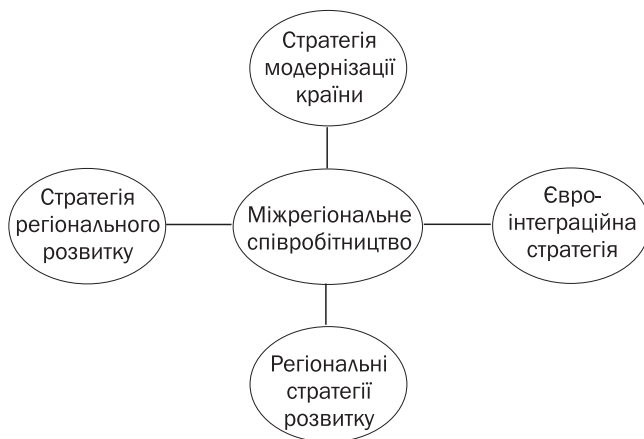 Стратегія
модернізації
країни
Стратегія
регіонального
розвитку
Міжрегіональне
співробітництво
Євро-
інтеграційна
стратегія
Регіональні
стратегії
розвитку